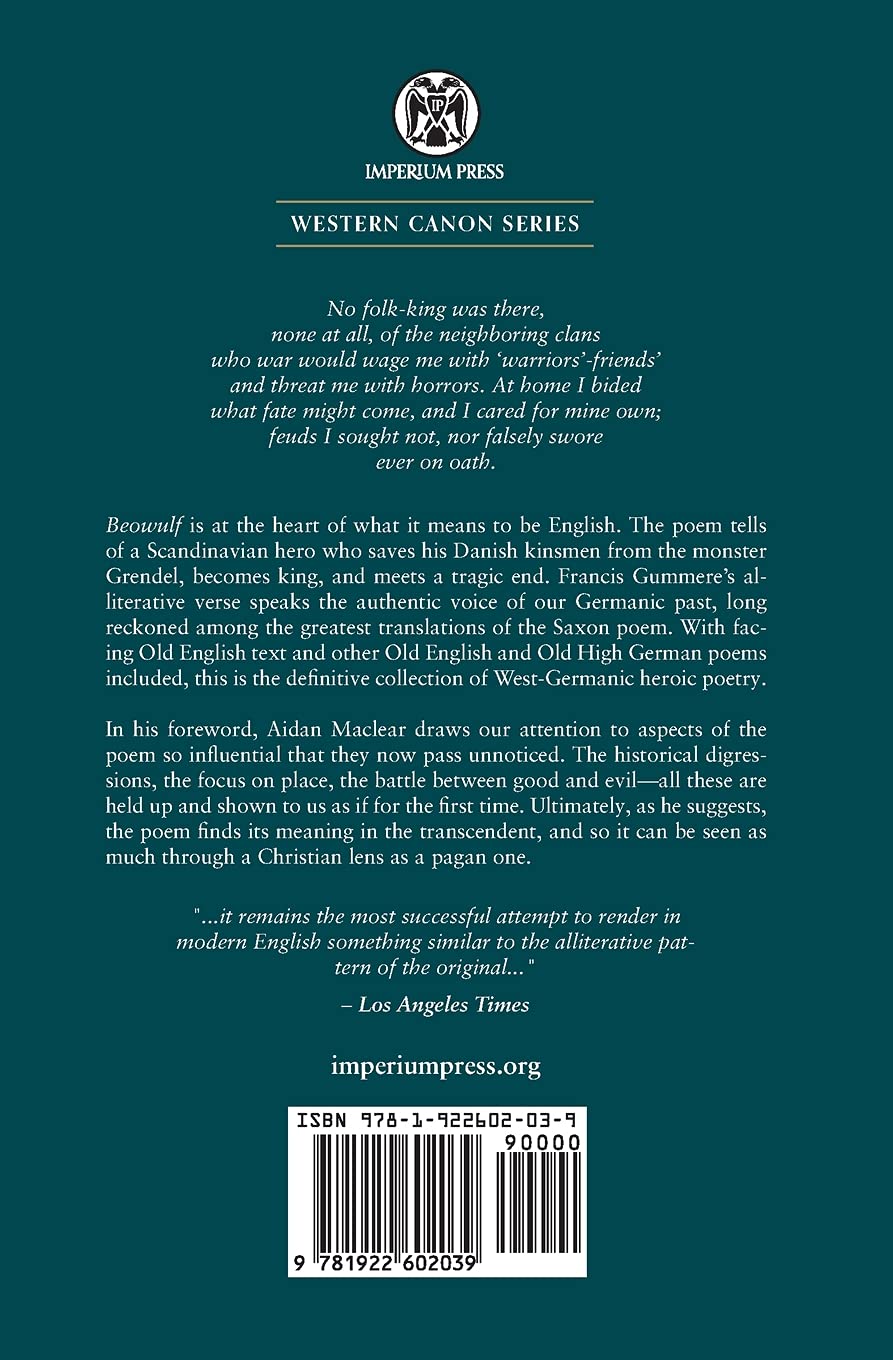 IP
IMPERIUM PRESS
WESTERN CANON SERIES
No folk-king was there,
none at all, of the neighboring clans
who war would wage me with ‘warriors’-friends’
and threat me with horrors. At home I bided
what fate might come, and I cared for mine own;
feuds I sought not, nor falsely swore
ever on oath.
Beowulf is at the heart of what it means to be English. The poem tells
of a Scandinavian hero who saves his Danish kinsmen from the monster
Grendel, becomes king, and meets a tragic end. Francis Gummere’s al-
literative verse speaks the authentic voice of our Germanic past, long
reckoned among the greatest translations of the Saxon poem. With fac-
ing Old English text and other Old English and Old High German poems
included, this is the definitive collection of West-Germanic heroic poetry.
In his foreword, Aidan Maclear draws our attention to aspects of the
poem so influential that they now pass unnoticed. The historical digres-
sions, the focus on place, the battle between good and evil—all these are
held up and shown to us as if for the first time. Ultimately, as he suggests,
the poem finds its meaning in the transcendent, and so it can be seen as
much through a Christian lens as a pagan one.
"...it remains the most successful attempt to render in
modern English something similar to the alliterative pat-
tern of the original..."
– Los Angeles Times
imperiumpress.org
ISBN 978-1-922602-03-9
90000
9 781922 602039